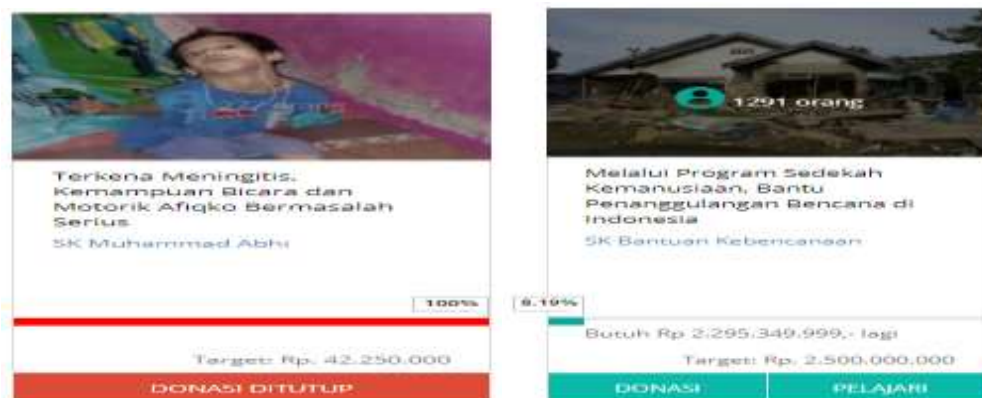 Terkena Meningitis,
Kemampuan Bicara dan
Motorik Afiqko Bermasalah
Serius
SK Muhammad Abhi
100%
Target: Rp. 42.250.000
DONASI DITUTUP
1291 orang
Melalui Program Sedekah
Kemanusiaan, Bantu
Penanggulangan Bencana di
Indonesia
SK Bantuan Kebencanaan
8.19%
Butuh Rp 2.295.349.999,- lagi
Target: Rp. 2.500.000.000
DONASI
PELAJARI